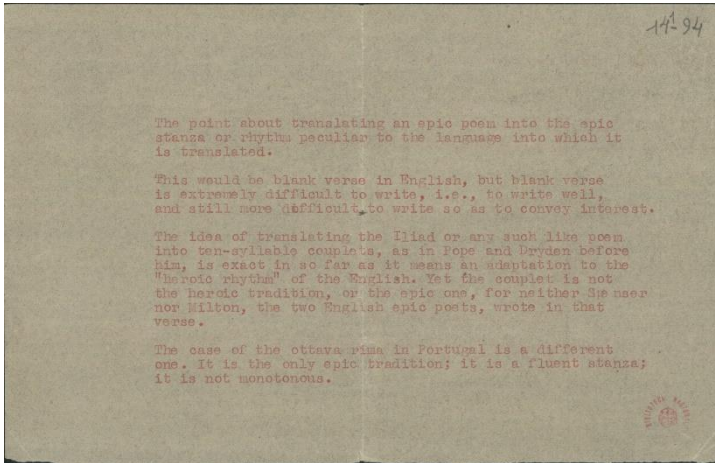 14¹-94
The point about translating an epic poem into the epic
stanza or rhythm peculiar to the language into which it
is translated.
This would be blank verse in English, but blank verse
is extremely difficult to write, i.e., to write well,
and still more difficult to write so as to convey interest.
The idea of translating the Iliad or any such like poem
into ten-syllable couplets, as in Pope and Dryden before
him, is exact in so far as it means an adaptation to the
"heroic rhythm" of the English. Yet the couplet is not
the heroic tradition, or the epic one, for neither Spenser
nor Milton, the two English epic poets, wrote in that
verse.
The case of the ottava rima in Portugal is a different
one. It is the only epic tradition; it is a fluent atanza;
it is not monotonous.
BIBLIOTECA NACIONAL